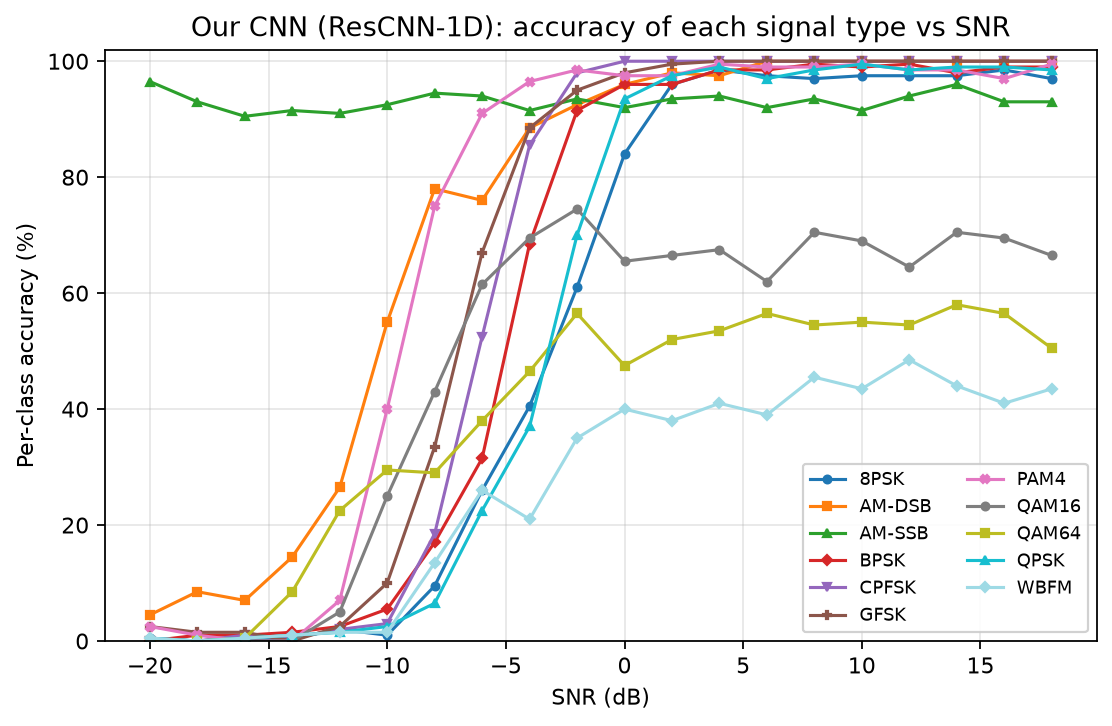 Our CNN (ResCNN-1D): accuracy of each signal type vs SNR
Per-class accuracy (%)
100
80
60
40
20
0
−20
−15
−10
−5
0
5
10
15
SNR (dB)
8PSK
AM-DSB
AM-SSB
BPSK
CPFSK
GFSK
PAM4
QAM16
QAM64
QPSK
WBFM